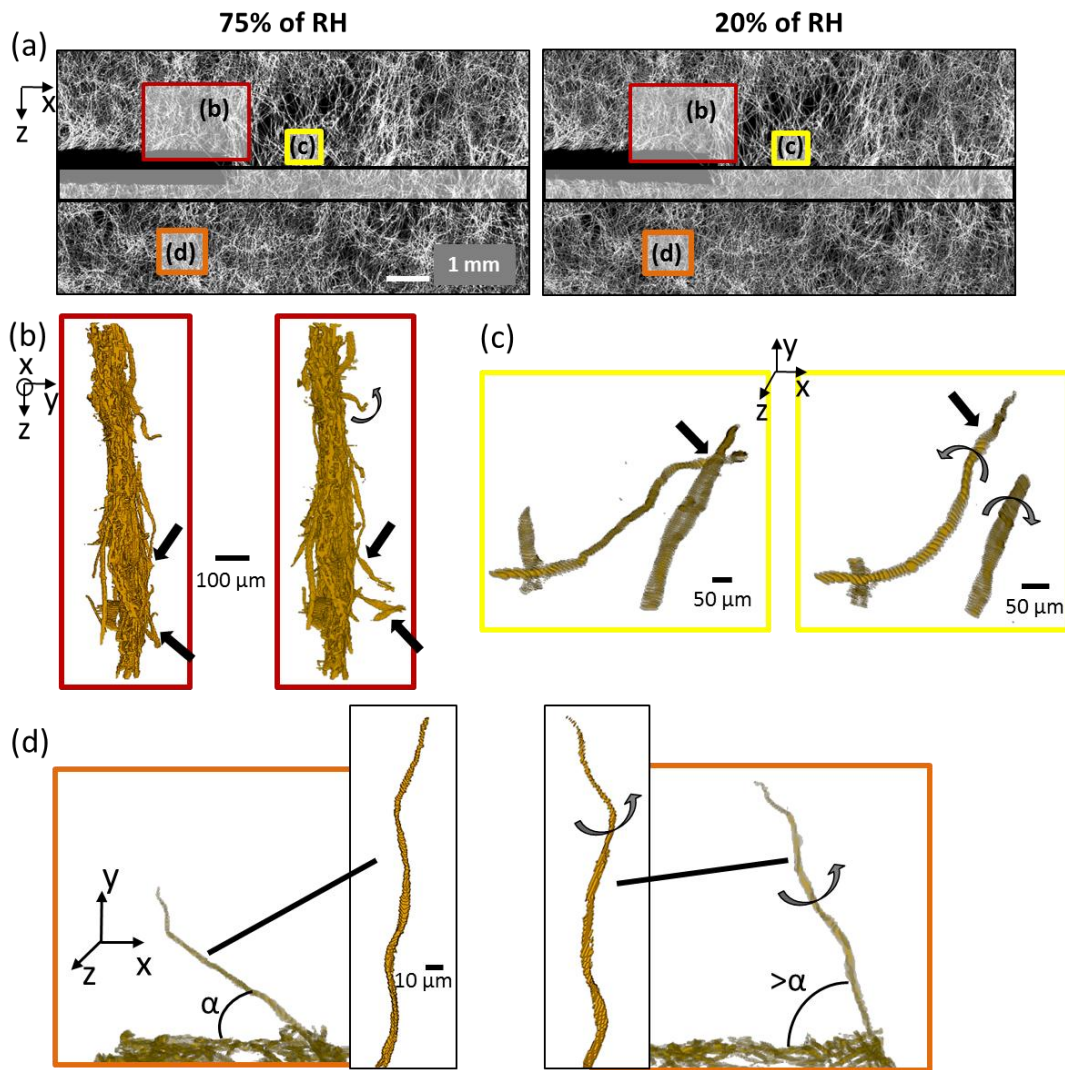 75% of RH
20% of RH
(a)
x
z
(b)
(c)
(d)
1 mm
(b)
(c)
(d)
(b)
x
y
z
100 µm
(c)
y
x
z
50 µm
50 µm
(d)
y
x
z
α
10 µm
>α